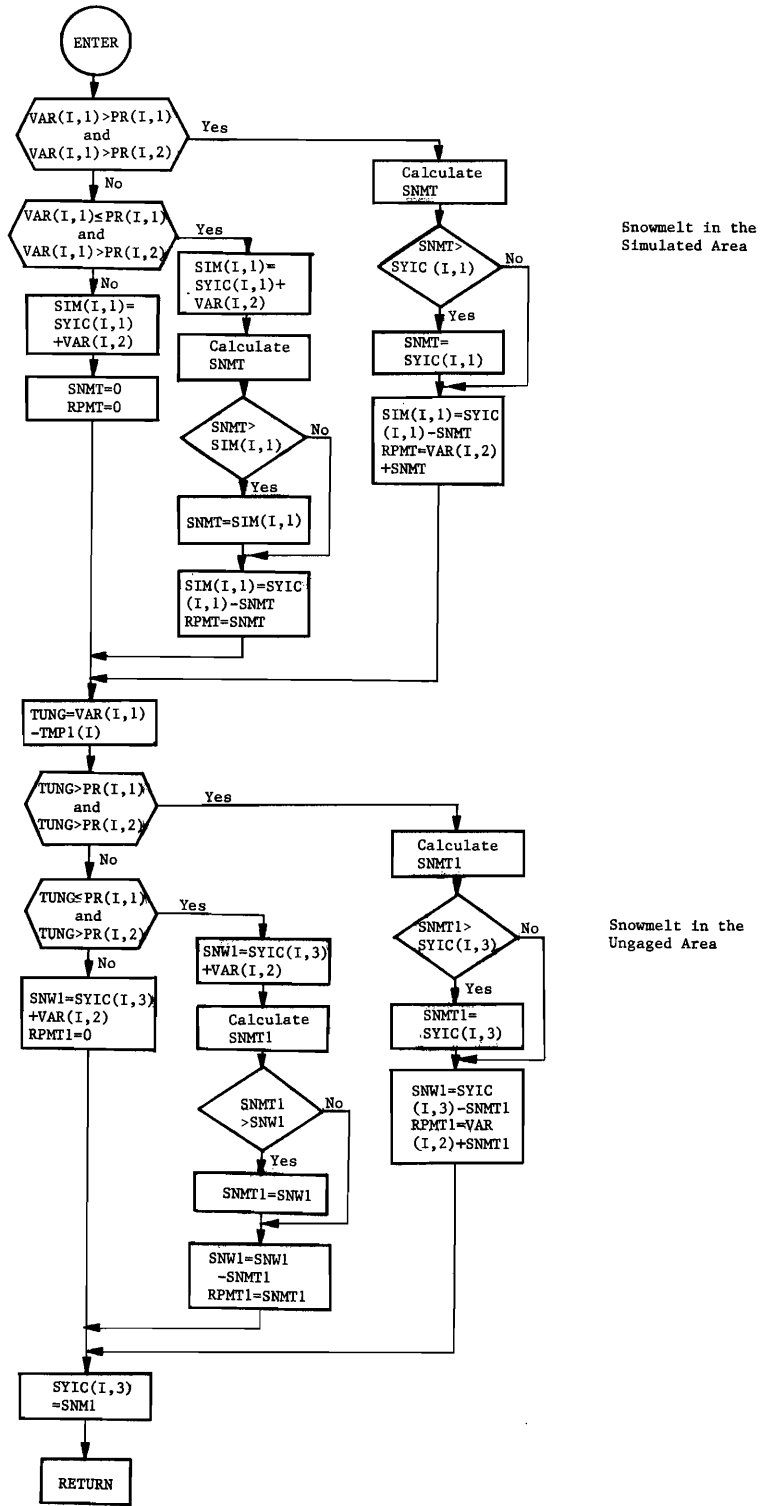 ENTER
VAR(I,1)>PR(I,1)
and
VAR(I,1)>PR(I,2)
Yes
No
Calculate
SNMT
VAR(I,1)≤PR(I,1)
and
VAR(I,1)>PR(I,2)
Yes
No
SNMT>
SYIC (I,1)
No
Yes
Snowmelt in the
Simulated Area
SIM(I,1)=
SYIC(I,1)+
VAR(I,2)
SIM(I,1)=
SYIC(I,1)
+VAR(I,2)
Calculate
SNMT
SNMT=
SYIC(I,1)
SNMT=0
RPMT=0
SNMT>
SIM(I,1)
No
Yes
SIM(I,1)=SYIC
(I,1)-SNMT
RPMT=VAR(I,2)
+SNMT
SNMT=SIM(I,1)
SIM(I,1)=SYIC
(I,1)-SNMT
RPMT=SNMT
TUNG=VAR(I,1)
-TMP1(I)
TUNG>PR(I,1)
and
TUNG>PR(I,2)
Yes
No
Calculate
SNMT1
TUNG≤PR(I,1)
and
TUNG>PR(I,2)
Yes
No
SNMT1>
SYIC(I,3)
No
Yes
Snowmelt in the
Ungaged Area
SNW1=SYIC(I,3)
+VAR(I,2)
SNW1=SYIC(I,3)
+VAR(I,2)
RPMT1=0
Calculate
SNMT1
SNMT1=
SYIC(I,3)
SNMT1
>SNW1
No
Yes
SNW1=SYIC
(I,3)-SNMT1
RPMT1=VAR
(I,2)+SNMT1
SNMT1=SNW1
SNW1=SNW1
-SNMT1
RPMT1=SNMT1
SYIC(I,3)
=SNM1
RETURN